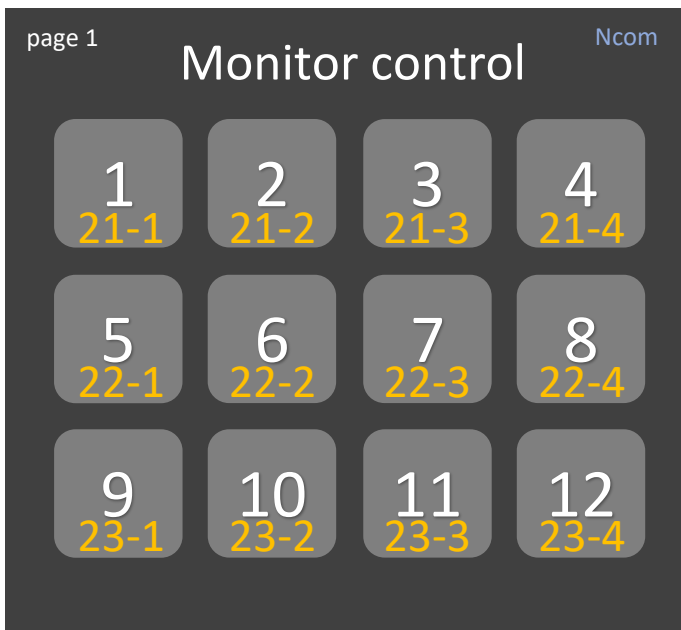 page 1
Ncom
Monitor control
1 2 3 4
21-1 21-2 21-3 21-4
5 6 7 8
22-1 22-2 22-3 22-4
9 10 11 12
23-1 23-2 23-3 23-4